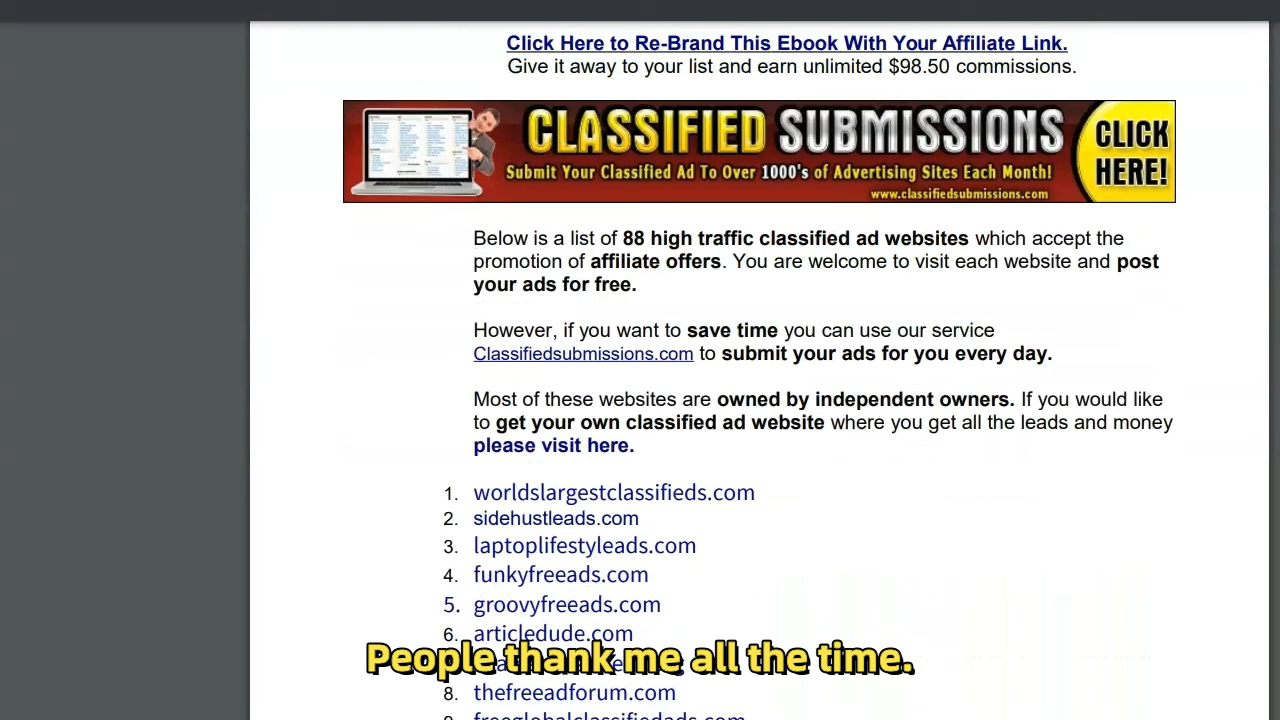 Click Here to Re-Brand This Ebook With Your Affiliate Link.
Give it away to your list and earn unlimited $98.50 commissions.
CLASSIFIED SUBMISSIONS
Submit Your Classified Ad To Over 1000's of Advertising Sites Each Month!
www.classifiedsubmissions.com
CLICK
HERE!
Below is a list of 88 high traffic classified ad websites which accept the
promotion of affiliate offers. You are welcome to visit each website and post
your ads for free.
However, if you want to save time you can use our service
Classifiedsubmissions.com to submit your ads for you every day.
Most of these websites are owned by independent owners. If you would like
to get your own classified ad website where you get all the leads and money
please visit here.
1. worldslargestclassifieds.com
2. sidehustleads.com
3. laptoplifestyleads.com
4. funkyfreeads.com
5. groovyfreeads.com
6. articledude.com
People thank me all the time.
8. thefreeadforum.com
freeglobalclassifiedads.com